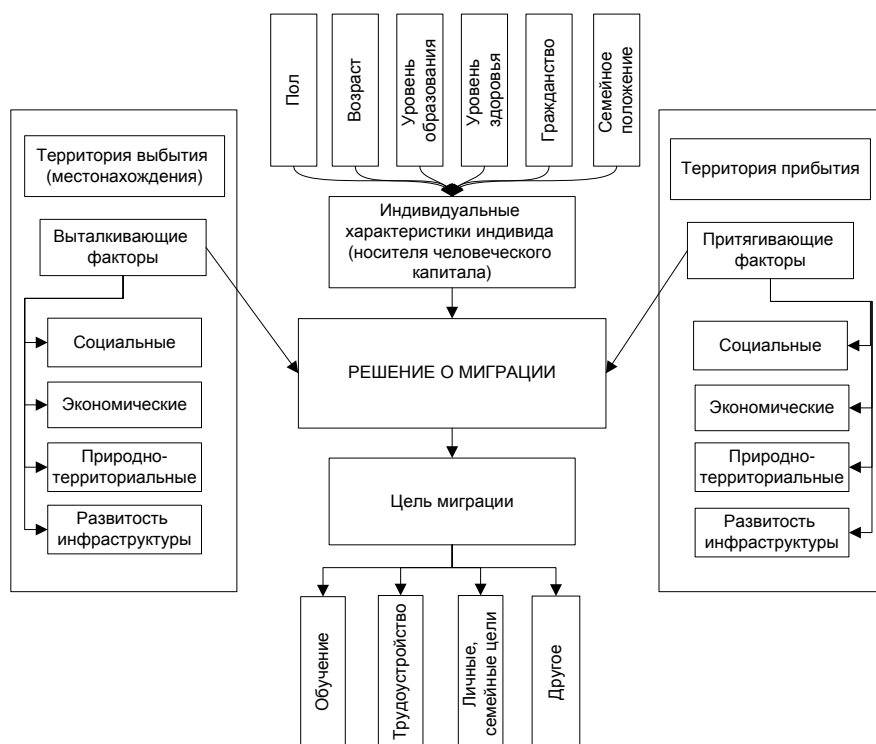 Пол
Возраст
Уровень
образования
Уровень
здоровья
Гражданство
Семейное
положение
Территория выбытия
(местонахождения)
Выталкивающие
факторы
Социальные
Экономические
Природно-
территориальные
Развитость
инфраструктуры
Индивидуальные
характеристики индивида
(носителя человеческого
капитала)
РЕШЕНИЕ О МИГРАЦИИ
Цель миграции
Обучение
Трудоустройство
Личные,
семейные цели
Другое
Территория прибытия
Притягивающие
факторы
Социальные
Экономические
Природно-
территориальные
Развитость
инфраструктуры